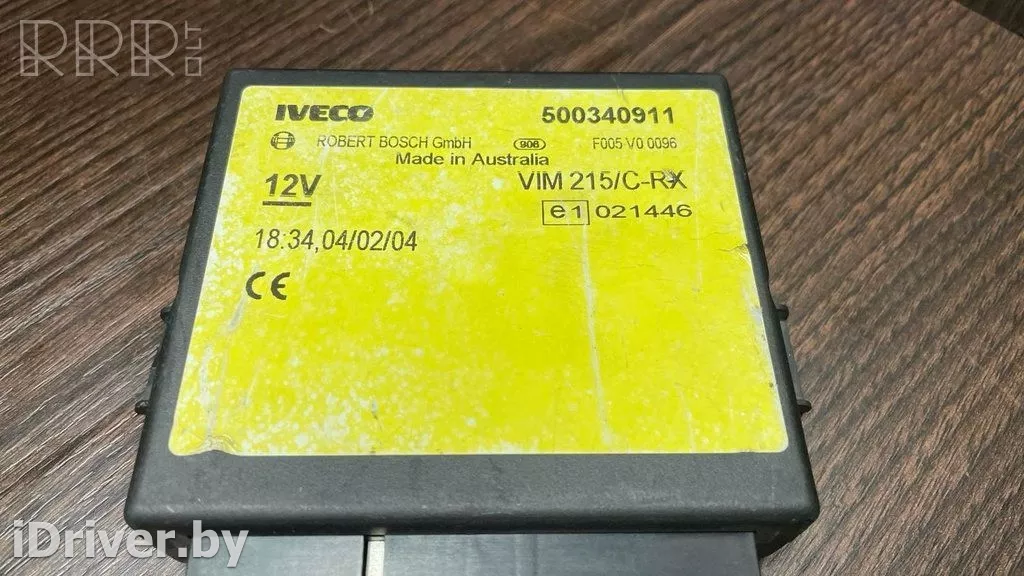 RRR.LT
IVECO 500340911
ROBERT BOSCH GmbH 906 F005 V0 0096
Made in Australia
12V VIM 215/C-RX
e1 021446
18:34,04/02/04
CE
iDriver.by